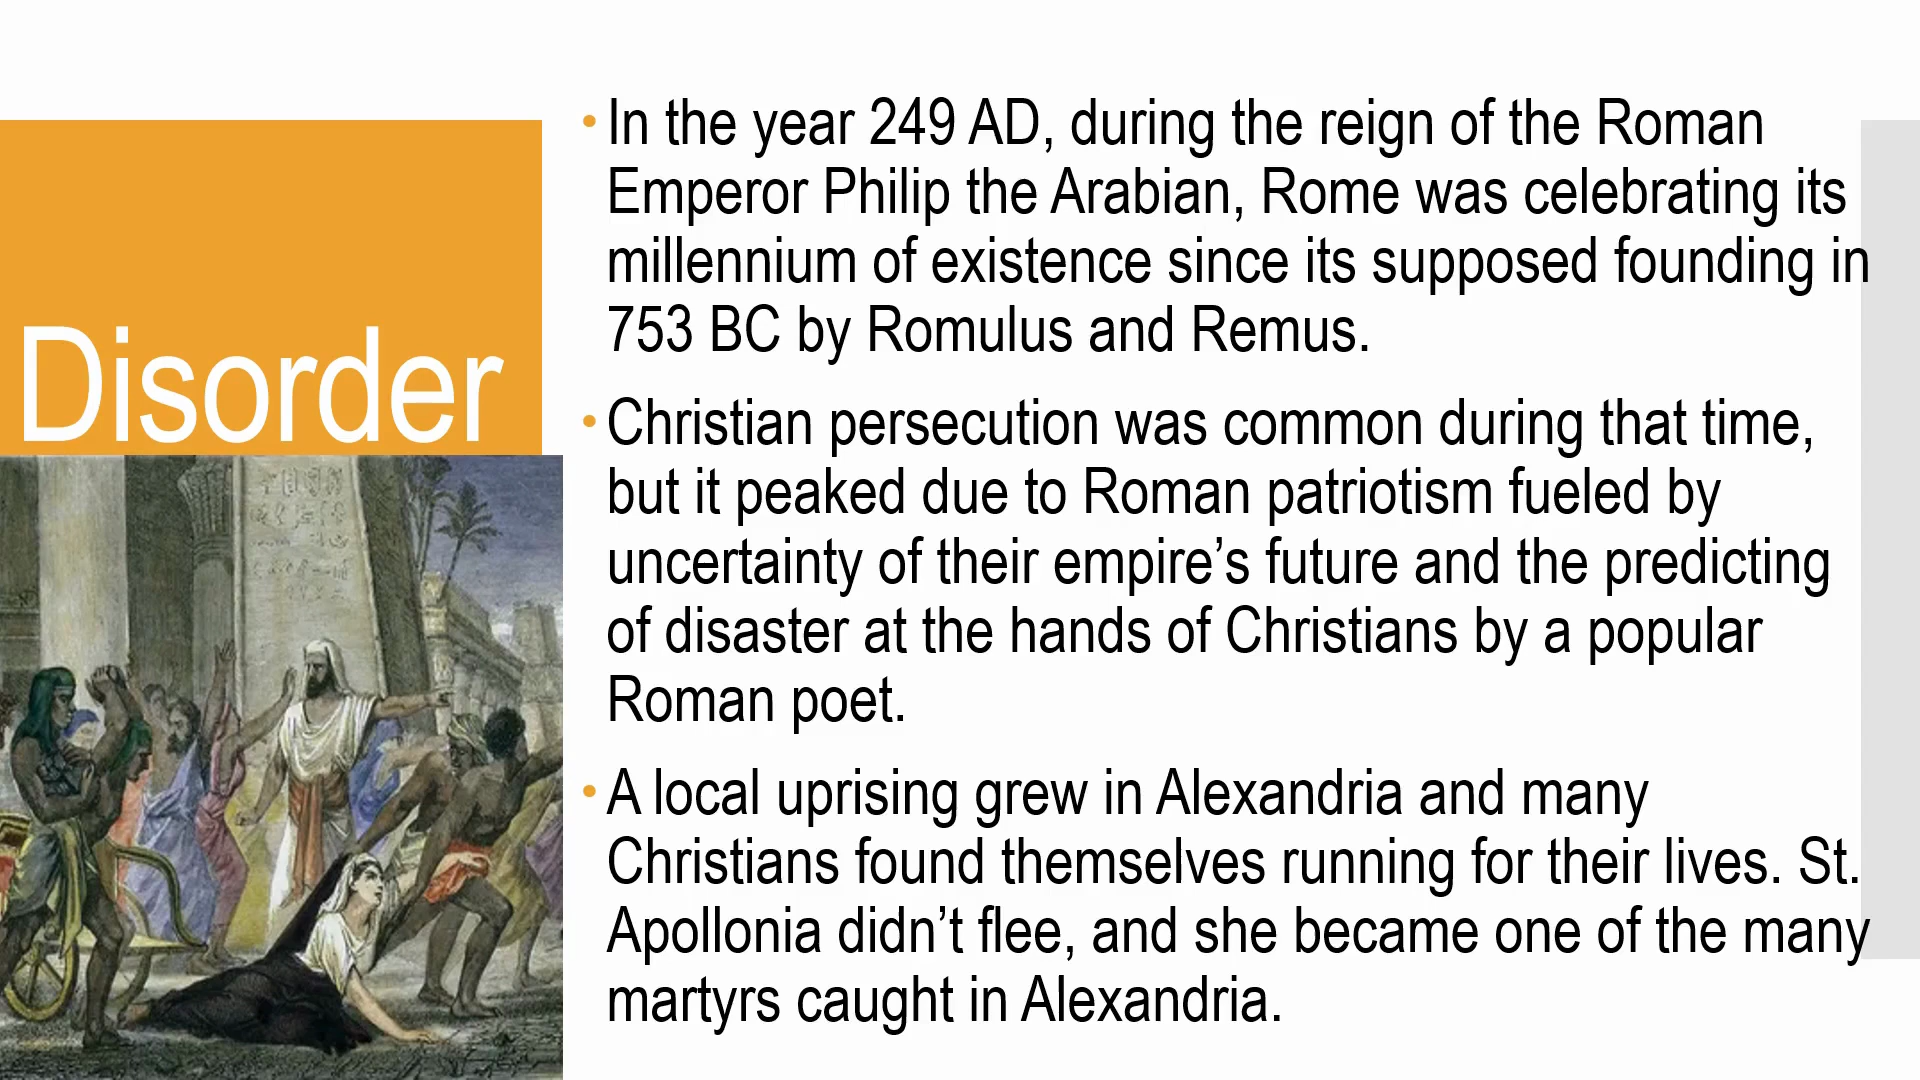 Disorder
• In the year 249 AD, during the reign of the Roman
Emperor Philip the Arabian, Rome was celebrating its
millennium of existence since its supposed founding in
753 BC by Romulus and Remus.
• Christian persecution was common during that time,
but it peaked due to Roman patriotism fueled by
uncertainty of their empire’s future and the predicting
of disaster at the hands of Christians by a popular
Roman poet.
• A local uprising grew in Alexandria and many
Christians found themselves running for their lives. St.
Apollonia didn’t flee, and she became one of the many
martyrs caught in Alexandria.